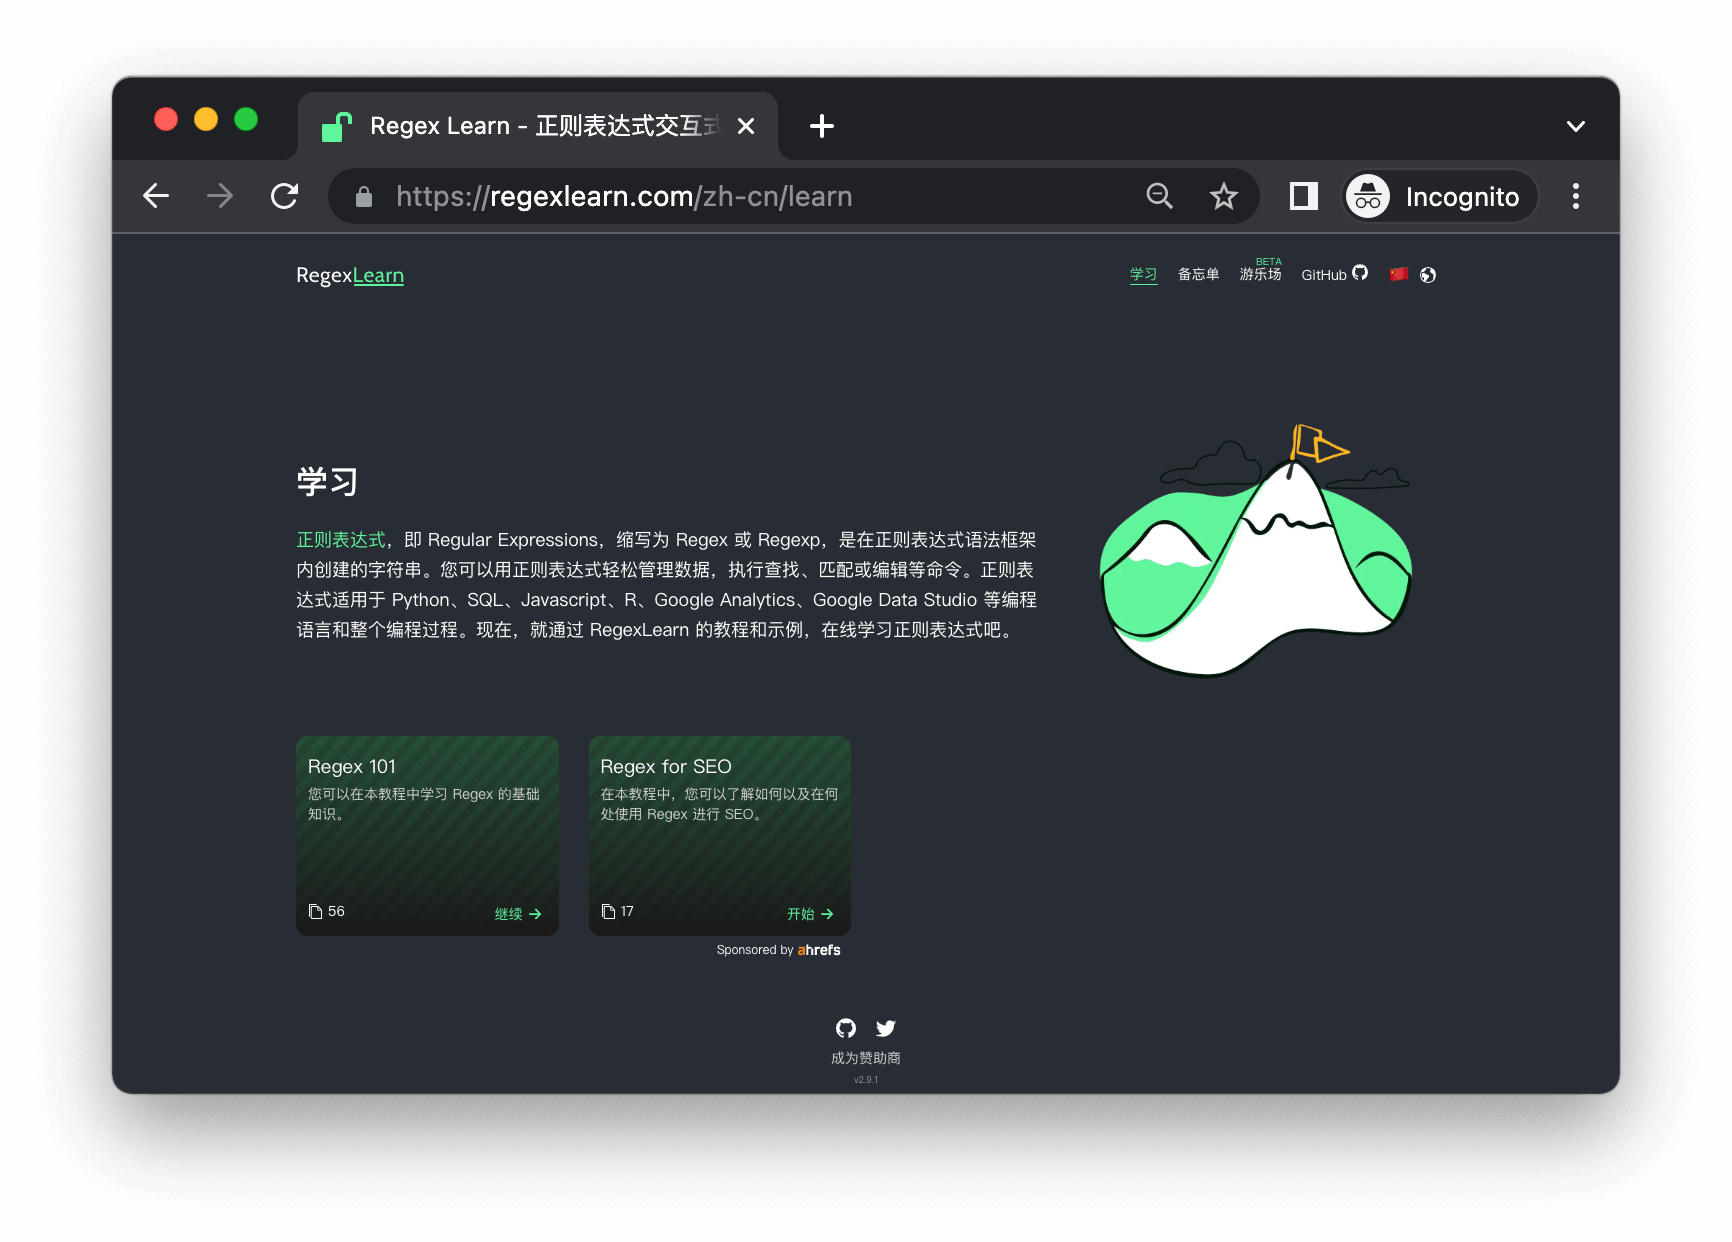 Regex Learn - 正则表达式交互式
https://regexlearn.com/zh-cn/learn
Incognito
RegexLearn
学习
备忘单
游乐场
BETA
GitHub
学习
正则表达式，即 Regular Expressions，缩写为 Regex 或 Regexp，是在正则表达式语法框架
内创建的字符串。您可以用正则表达式轻松管理数据，执行查找、匹配或编辑等命令。正则表
达式适用于 Python、SQL、Javascript、R、Google Analytics、Google Data Studio 等编程
语言和整个编程过程。现在，就通过 RegexLearn 的教程和示例，在线学习正则表达式吧。
Regex 101
您可以在本教程中学习 Regex 的基础
知识。
56
继续
Regex for SEO
在本教程中，您可以了解如何以及在何
处使用 Regex 进行 SEO。
17
开始
Sponsored by ahrefs
成为赞助商
v2.9.1